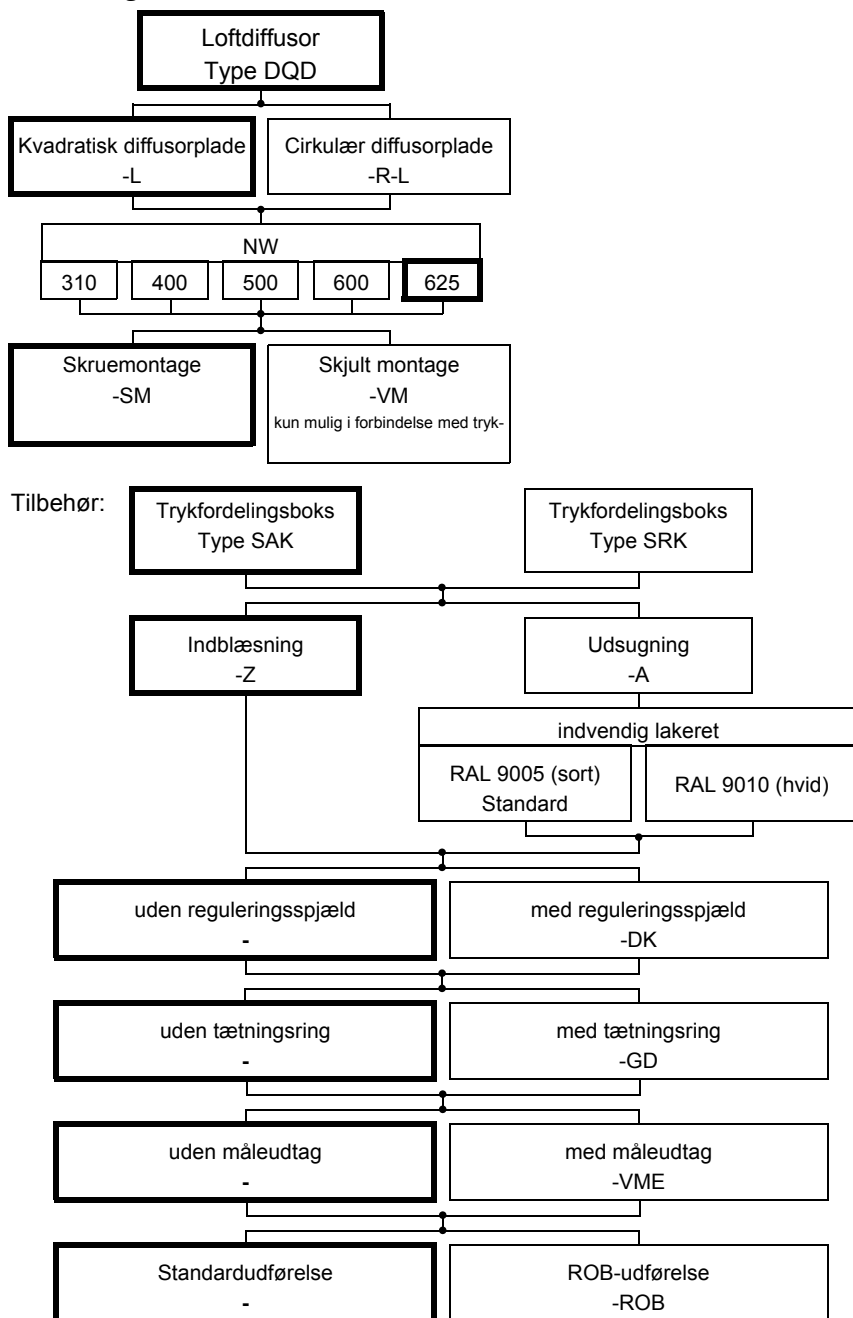 Loftdiffusor
Type DQD
Kvadratisk diffusorplade
-L
Cirkulær diffusorplade
-R-L
NW
310
400
500
600
625
Skruemontage
-SM
Skjult montage
-VM
kun mulig i forbindelse med tryk-
Tilbehør:
Trykfordelingsboks
Type SAK
Trykfordelingsboks
Type SRK
Indblæsning
-Z
Udsugning
-A
indvendig lakeret
RAL 9005 (sort)
Standard
RAL 9010 (hvid)
uden reguleringsspjæld
-
med reguleringsspjæld
-DK
uden tætningsring
-
med tætningsring
-GD
uden måleudtag
-
med måleudtag
-VME
Standardudførelse
-
ROB-udførelse
-ROB